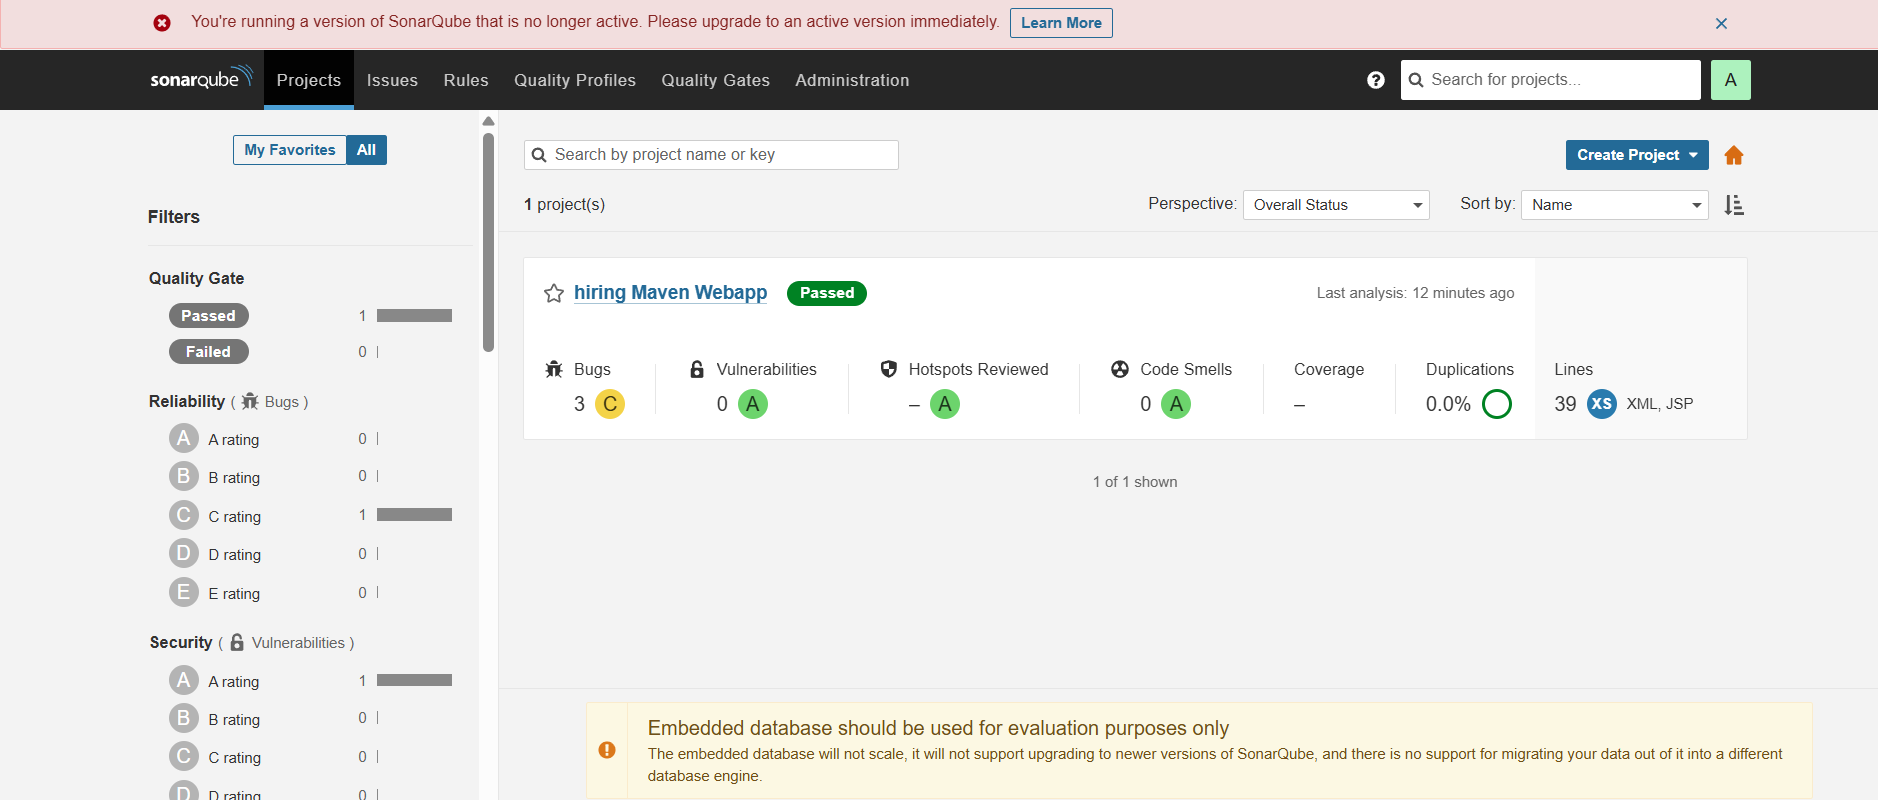 You're running a version of SonarQube that is no longer active. Please upgrade to an active version immediately. Learn More
sonarqube Projects Issues Rules Quality Profiles Quality Gates Administration Search for projects... A
My Favorites All
Filters
Quality Gate
Passed 1
Failed 0
Reliability ( Bugs )
A A rating 0
B B rating 0
C C rating 1
D D rating 0
E E rating 0
Security ( Vulnerabilities )
A A rating 1
B B rating 0
C C rating 0
D D rating 0
Search by project name or key Create Project
1 project(s) Perspective: Overall Status Sort by: Name
hiring Maven Webapp Passed Last analysis: 12 minutes ago
Bugs Vulnerabilities Hotspots Reviewed Code Smells Coverage Duplications Lines
3 C 0 A – A 0 A – 0.0% 39 XS XML, JSP
1 of 1 shown
Embedded database should be used for evaluation purposes only
The embedded database will not scale, it will not support upgrading to newer versions of SonarQube, and there is no support for migrating your data out of it into a different
database engine.